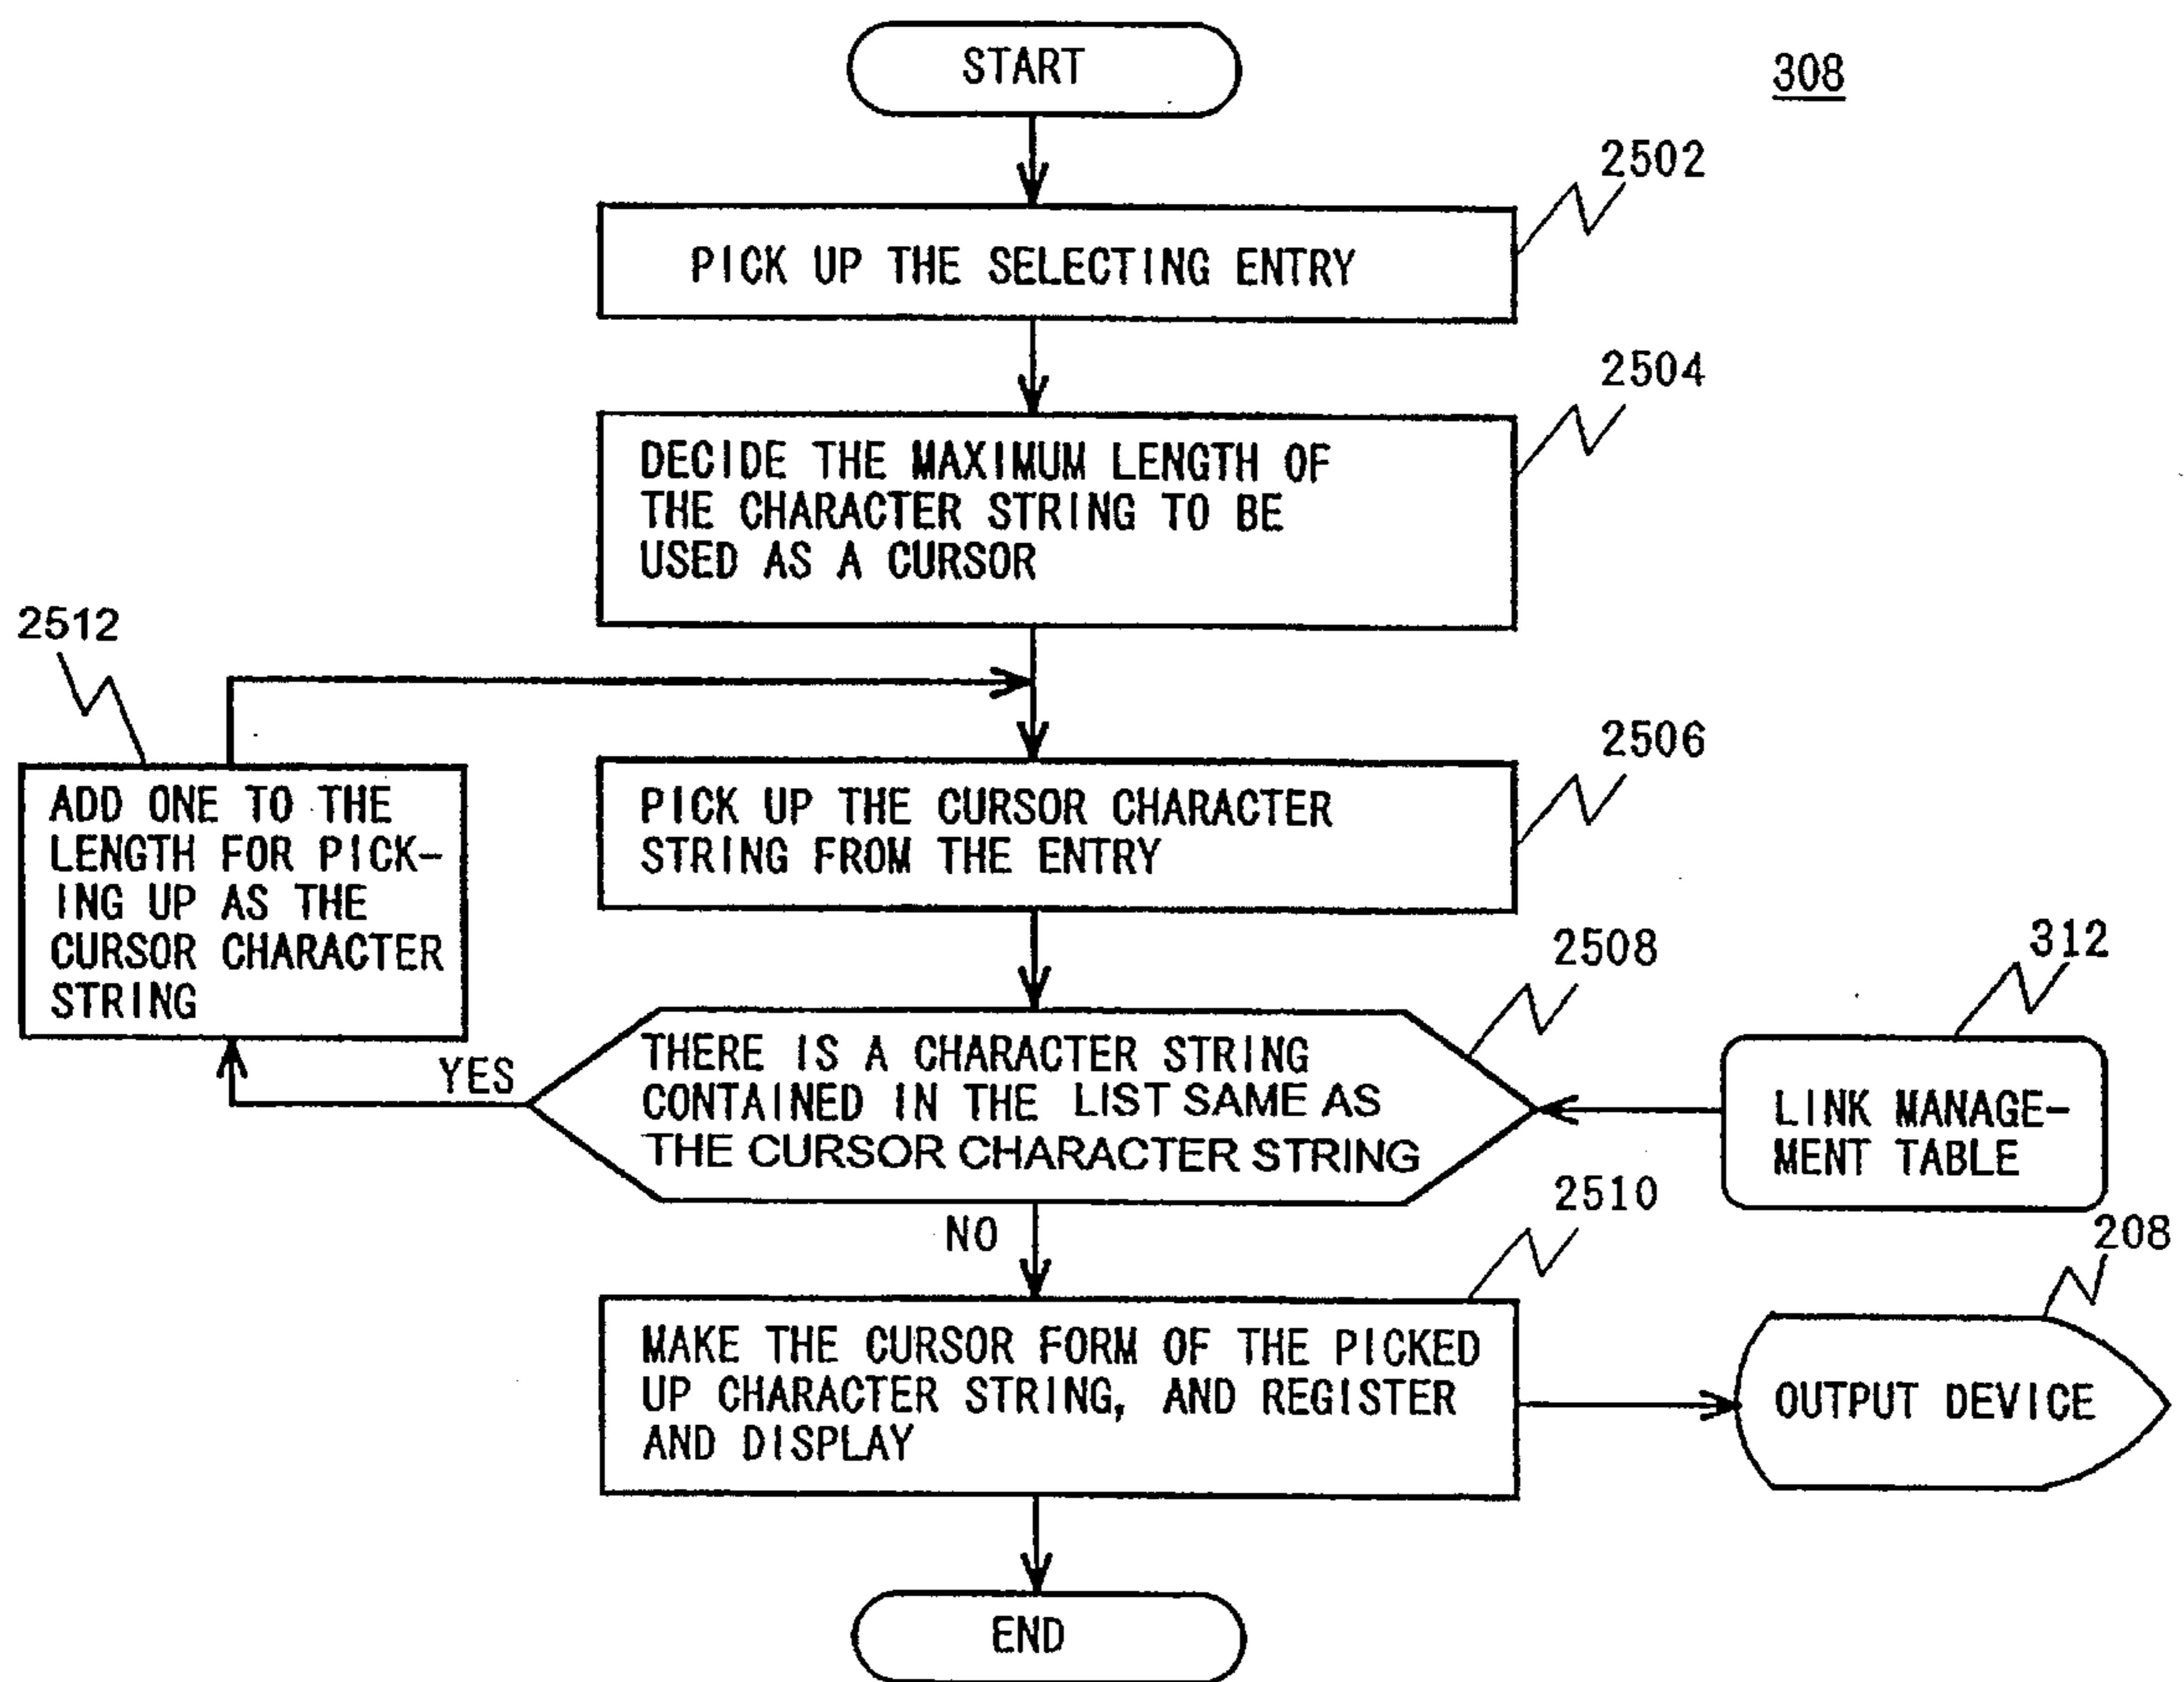 START
308
2502
PICK UP THE SELECTING ENTRY
2504
DECIDE THE MAXIMUM LENGTH OF
THE CHARACTER STRING TO BE
USED AS A CURSOR
2512
2506
ADD ONE TO THE
LENGTH FOR PICK-
ING UP AS THE
CURSOR CHARACTER
STRING
PICK UP THE CURSOR CHARACTER
STRING FROM THE ENTRY
2508
312
YES
THERE IS A CHARACTER STRING
CONTAINED IN THE LIST SAME AS
THE CURSOR CHARACTER STRING
LINK MANAGE-
MENT TABLE
NO
2510
208
MAKE THE CURSOR FORM OF THE PICKED
UP CHARACTER STRING, AND REGISTER
AND DISPLAY
OUTPUT DEVICE
END